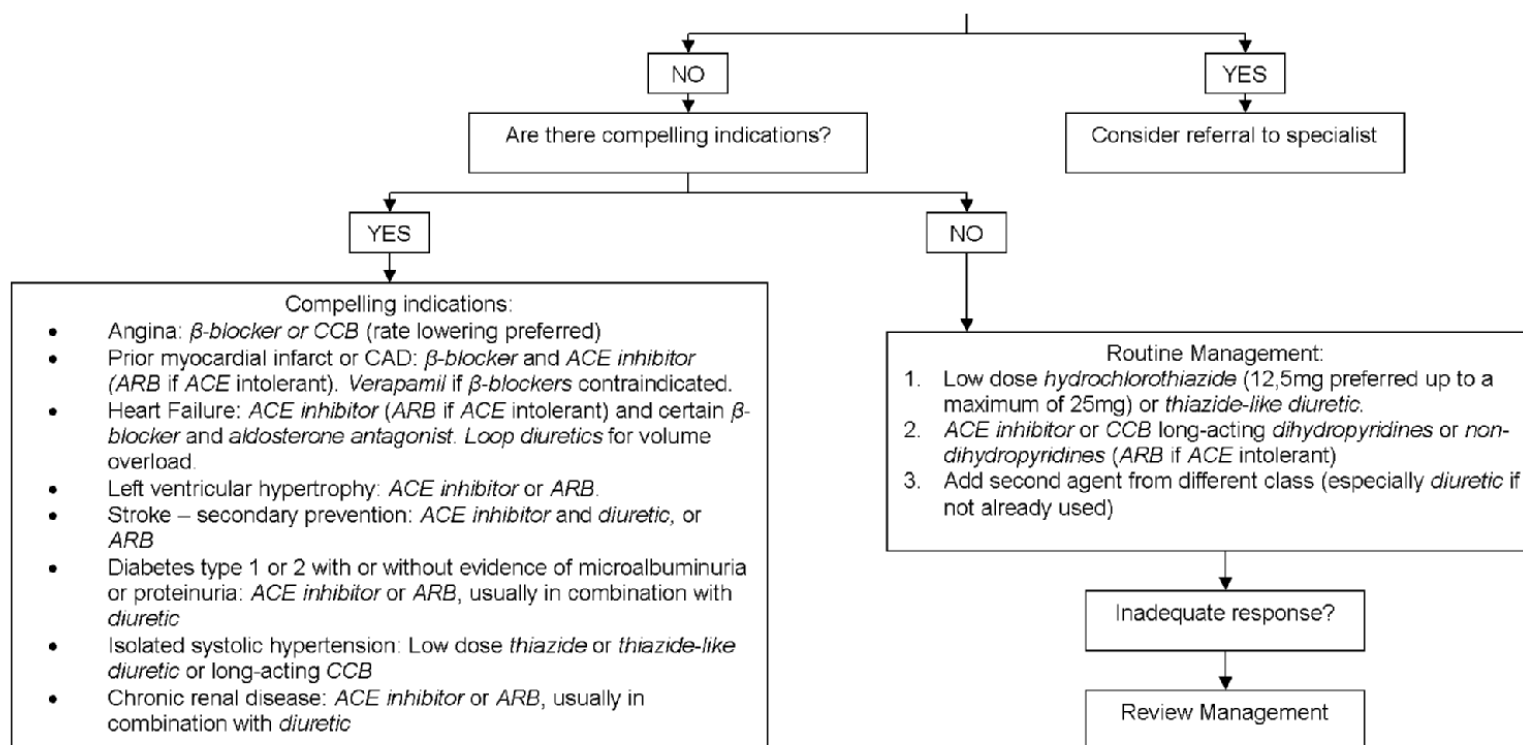 NO
YES
Are there compelling indications?
Consider referral to specialist
YES
NO
Compelling indications:
• Angina: β-blocker or CCB (rate lowering preferred)
• Prior myocardial infarct or CAD: β-blocker and ACE inhibitor
(ARB if ACE intolerant). Verapamil if β-blockers contraindicated.
• Heart Failure: ACE inhibitor (ARB if ACE intolerant) and certain β-
blocker and aldosterone antagonist. Loop diuretics for volume
overload.
• Left ventricular hypertrophy: ACE inhibitor or ARB.
• Stroke – secondary prevention: ACE inhibitor and diuretic, or
ARB
• Diabetes type 1 or 2 with or without evidence of microalbuminuria
or proteinuria: ACE inhibitor or ARB, usually in combination with
diuretic
• Isolated systolic hypertension: Low dose thiazide or thiazide-like
diuretic or long-acting CCB
• Chronic renal disease: ACE inhibitor or ARB, usually in
combination with diuretic
Routine Management:
1. Low dose hydrochlorothiazide (12,5mg preferred up to a
maximum of 25mg) or thiazide-like diuretic.
2. ACE inhibitor or CCB long-acting dihydropyridines or non-
dihydropyridines (ARB if ACE intolerant)
3. Add second agent from different class (especially diuretic if
not already used)
Inadequate response?
Review Management